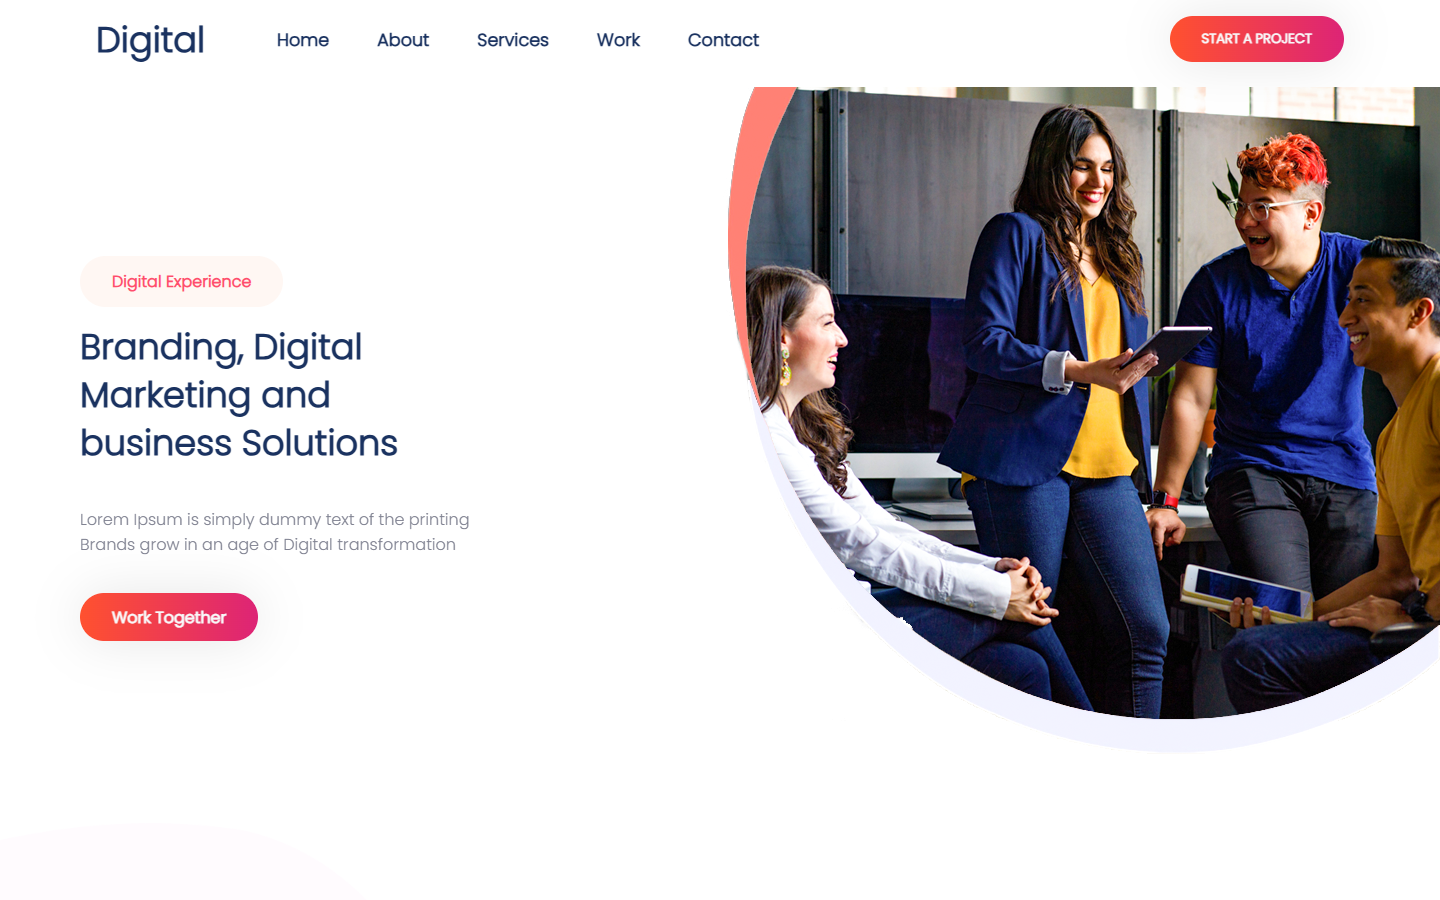 Digital
Home
About
Services
Work
Contact
START A PROJECT
Digital Experience
Branding, Digital
Marketing and
business Solutions
Lorem Ipsum is simply dummy text of the printing
Brands grow in an age of Digital transformation
Work Together